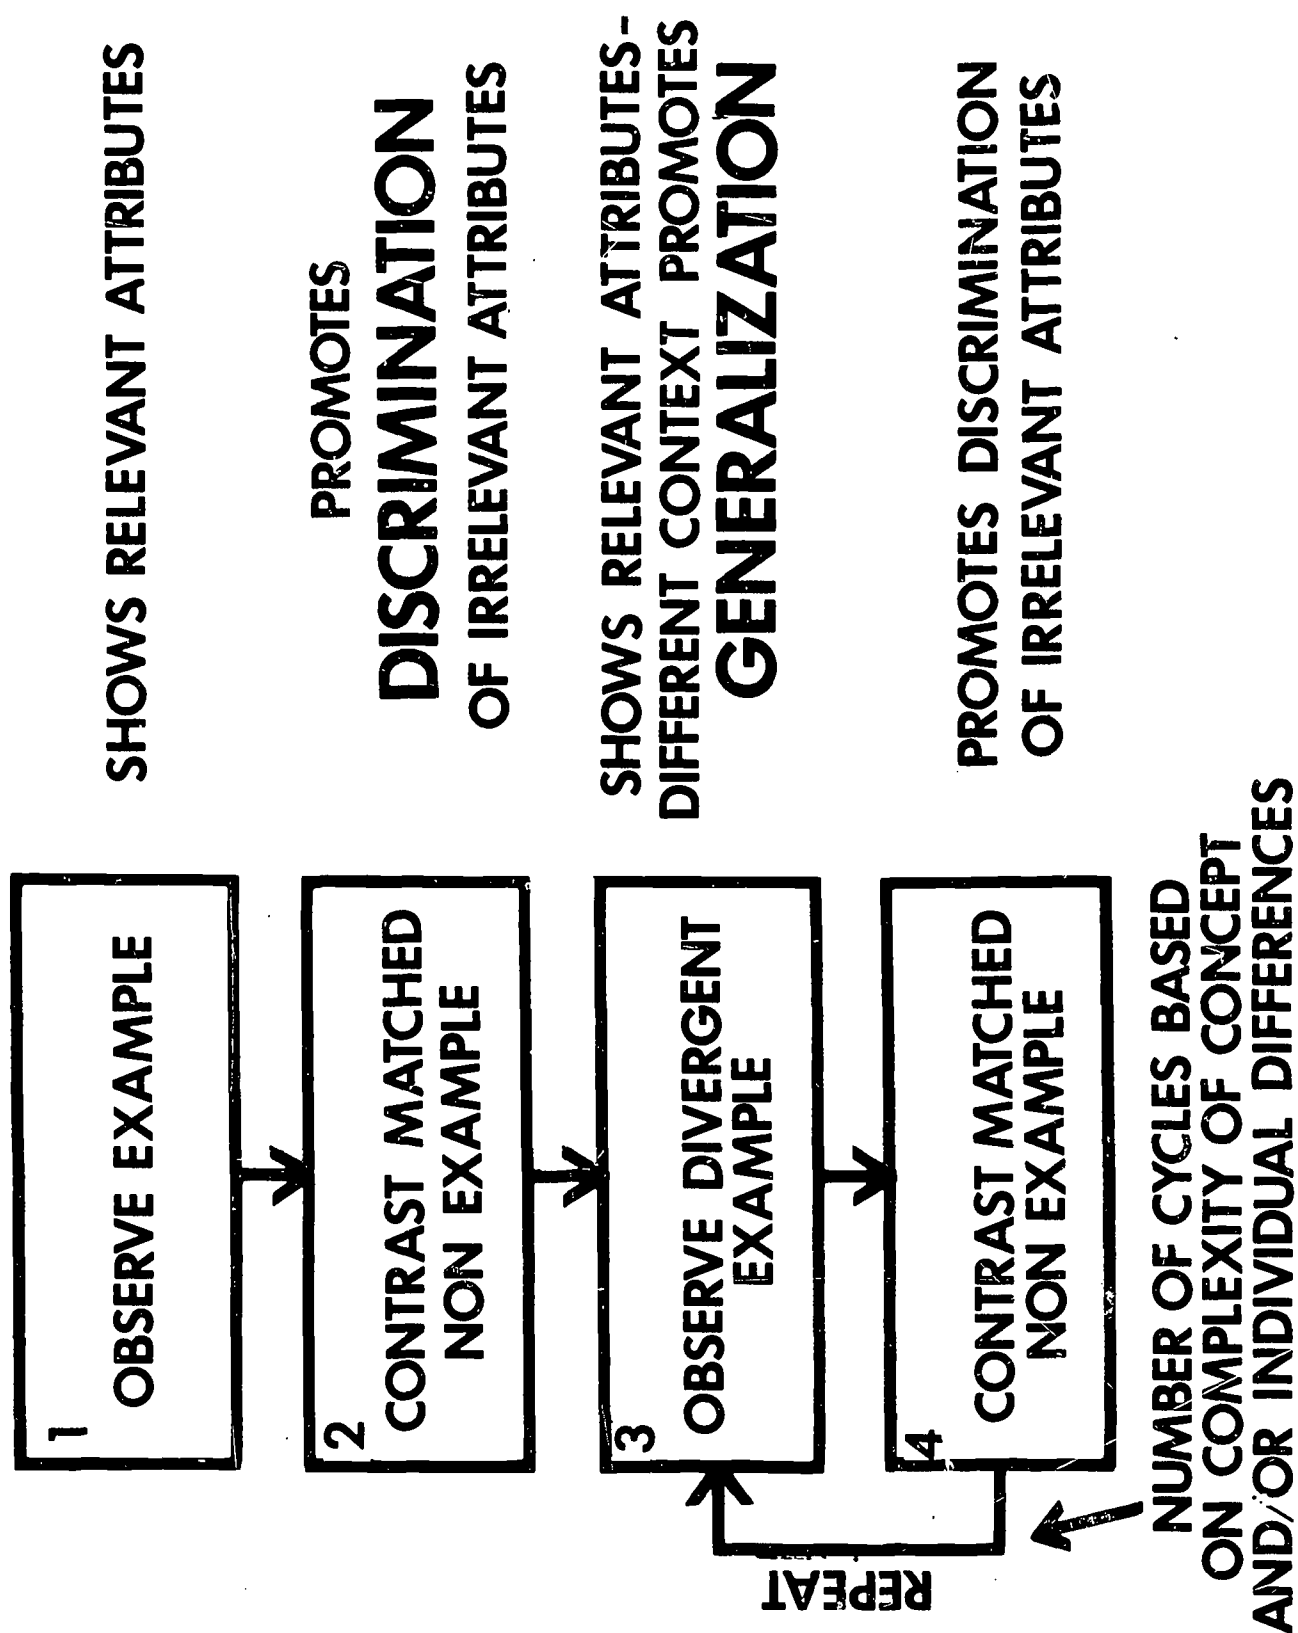 1
OBSERVE EXAMPLE
SHOWS RELEVANT ATTRIBUTES
2
CONTRAST MATCHED
NON EXAMPLE
PROMOTES
DISCRIMINATION
OF IRRELEVANT ATTRIBUTES
3
OBSERVE DIVERGENT
EXAMPLE
SHOWS RELEVANT ATTRIBUTES-
DIFFERENT CONTEXT PROMOTES
GENERALIZATION
4
CONTRAST MATCHED
NON EXAMPLE
PROMOTES DISCRIMINATION
OF IRRELEVANT ATTRIBUTES
REPEAT
NUMBER OF CYCLES BASED
ON COMPLEXITY OF CONCEPT
AND/OR INDIVIDUAL DIFFERENCES